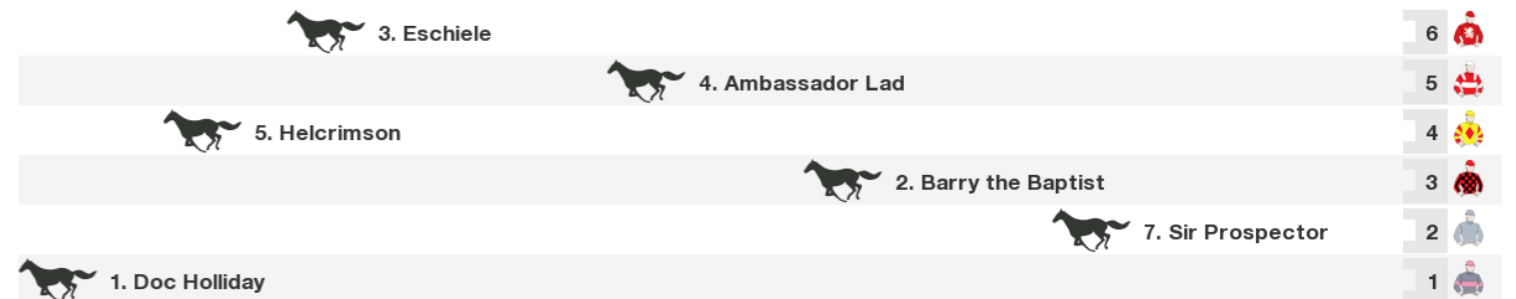 3. Eschiele 6
4. Ambassador Lad 5
5. Helcrimson 4
2. Barry the Baptist 3
7. Sir Prospector 2
1. Doc Holliday 1